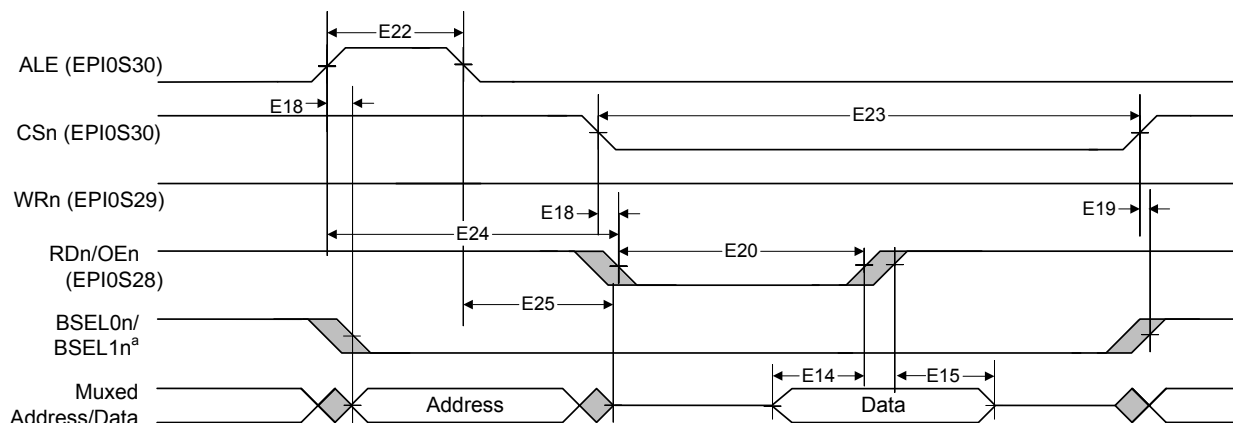 E22
ALE (EPI0S30)
E18
E23
CSn (EPI0S30)
WRn (EPI0S29)
E18
E19
E24
RDn/OEn
(EPI0S28)
E20
E25
BSEL0n/
BSEL1nᵃ
E14
E15
Muxed
Address/Data
Address
Data